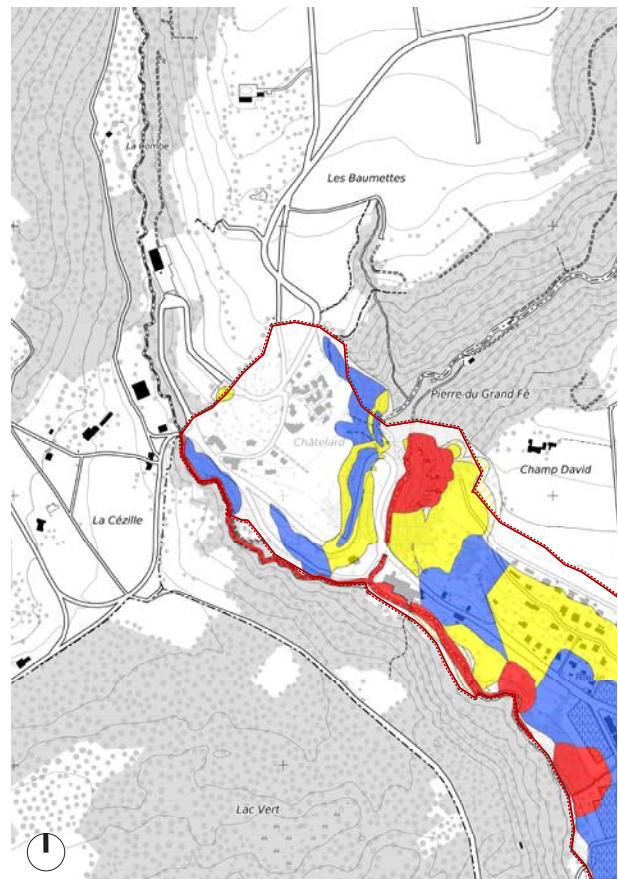 La Combe
Les Baumettes
Pierre du Grand Fé
Châtelard
Champ David
La Cézille
Lac Vert